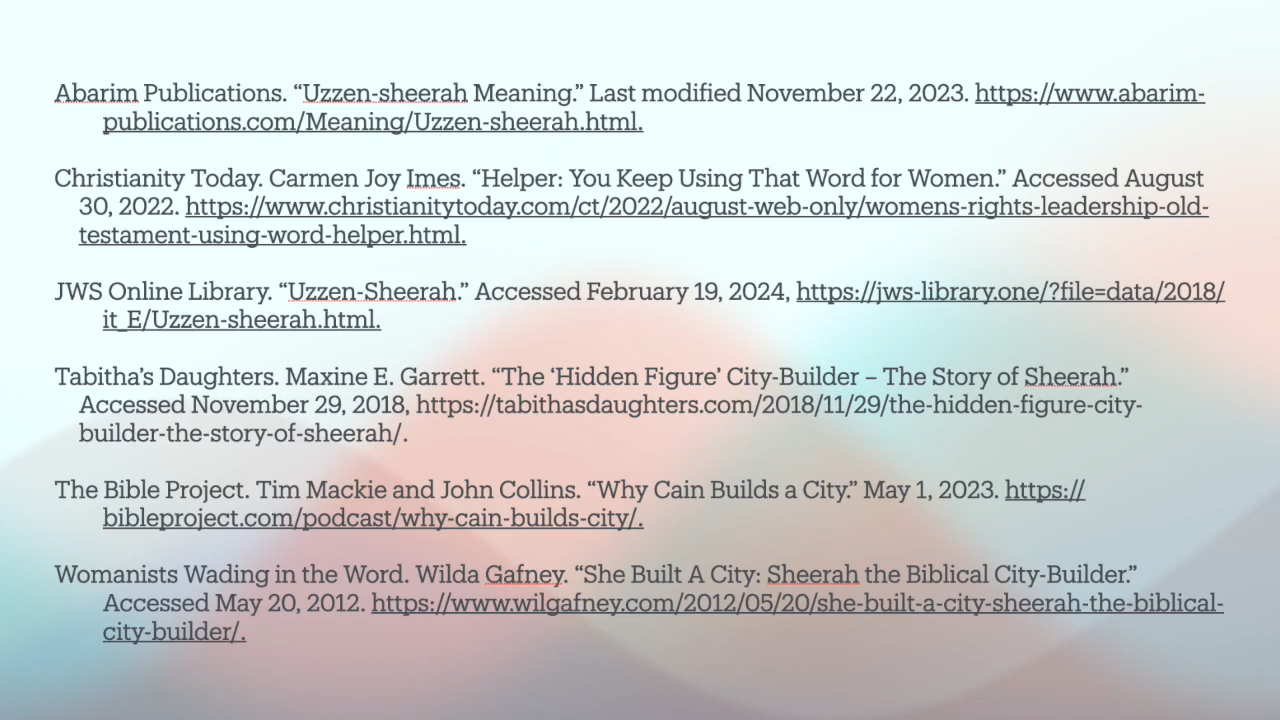 Abarim Publications. “Uzzen-sheerah Meaning.” Last modified November 22, 2023. https://www.abarim-
publications.com/Meaning/Uzzen-sheerah.html.
Christianity Today. Carmen Joy Imes. “Helper: You Keep Using That Word for Women.” Accessed August
30, 2022. https://www.christianitytoday.com/ct/2022/august-web-only/womens-rights-leadership-old-
testament-using-word-helper.html.
JWS Online Library. “Uzzen-Sheerah.” Accessed February 19, 2024, https://jws-library.one/?file=data/2018/
it_E/Uzzen-sheerah.html.
Tabitha’s Daughters. Maxine E. Garrett. “The ‘Hidden Figure’ City-Builder – The Story of Sheerah.”
Accessed November 29, 2018, https://tabithasdaughters.com/2018/11/29/the-hidden-figure-city-
builder-the-story-of-sheerah/.
The Bible Project. Tim Mackie and John Collins. “Why Cain Builds a City.” May 1, 2023. https://
bibleproject.com/podcast/why-cain-builds-city/.
Womanists Wading in the Word. Wilda Gafney. “She Built A City: Sheerah the Biblical City-Builder.”
Accessed May 20, 2012. https://www.wilgafney.com/2012/05/20/she-built-a-city-sheerah-the-biblical-
city-builder/.